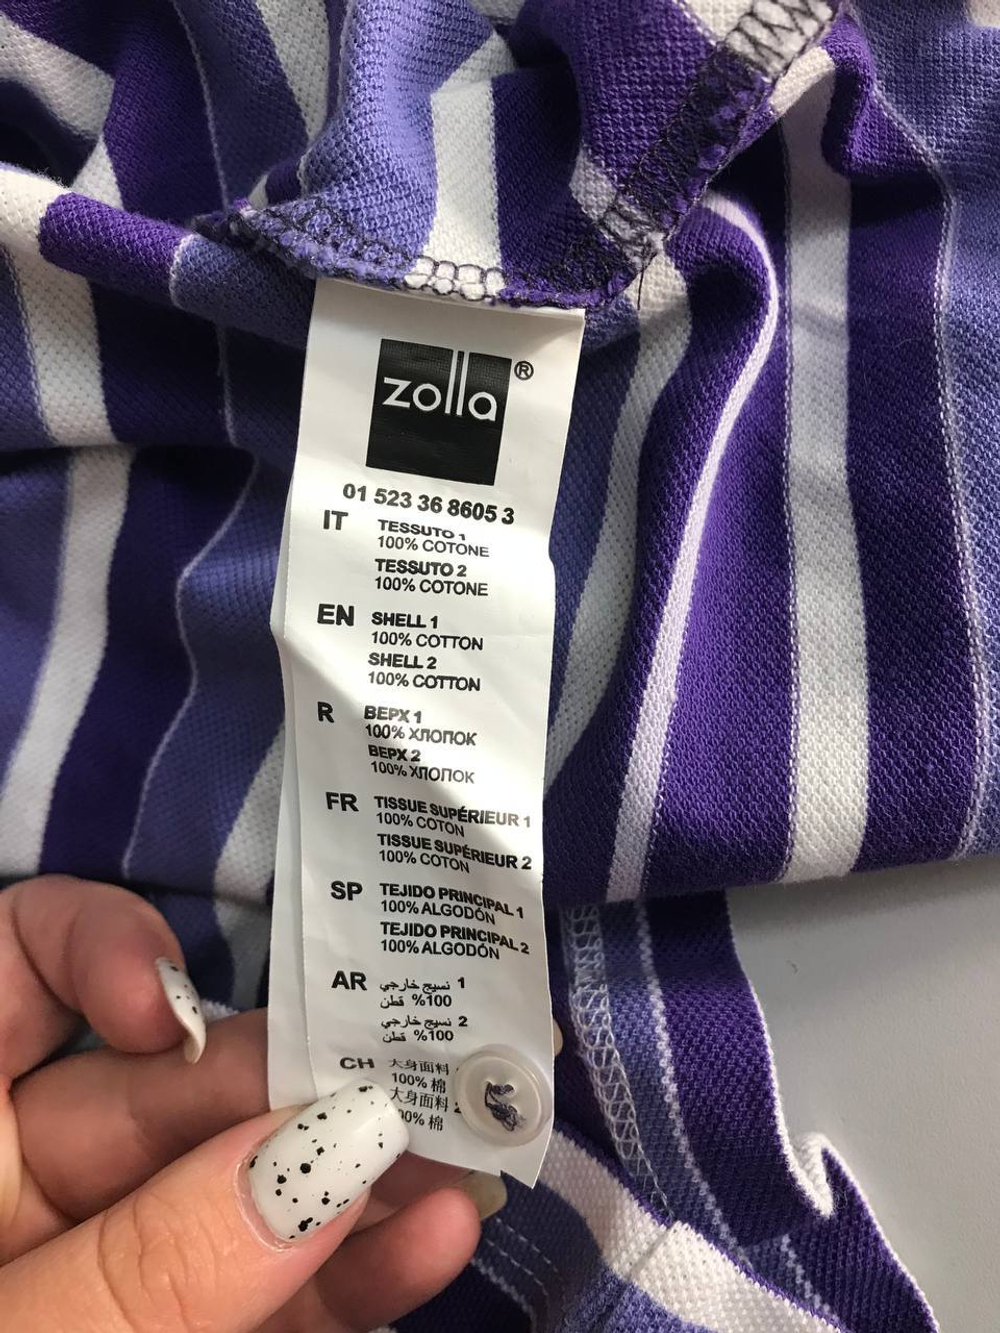 zolla®
01 523 36 8605 3
IT TESSUTO 1
100% COTONE
TESSUTO 2
100% COTONE
EN SHELL 1
100% COTTON
SHELL 2
100% COTTON
R ВЕРХ 1
100% ХЛОПОК
ВЕРХ 2
100% ХЛОПОК
FR TISSUE SUPÉRIEUR 1
100% COTON
TISSUE SUPÉRIEUR 2
100% COTON
SP TEJIDO PRINCIPAL 1
100% ALGODÓN
TEJIDO PRINCIPAL 2
100% ALGODÓN
AR نسيج خارجي 1
100% قطن
نسيج خارجي 2
100% قطن
CH 大身面料
100% 棉
大身面料 2
00% 棉